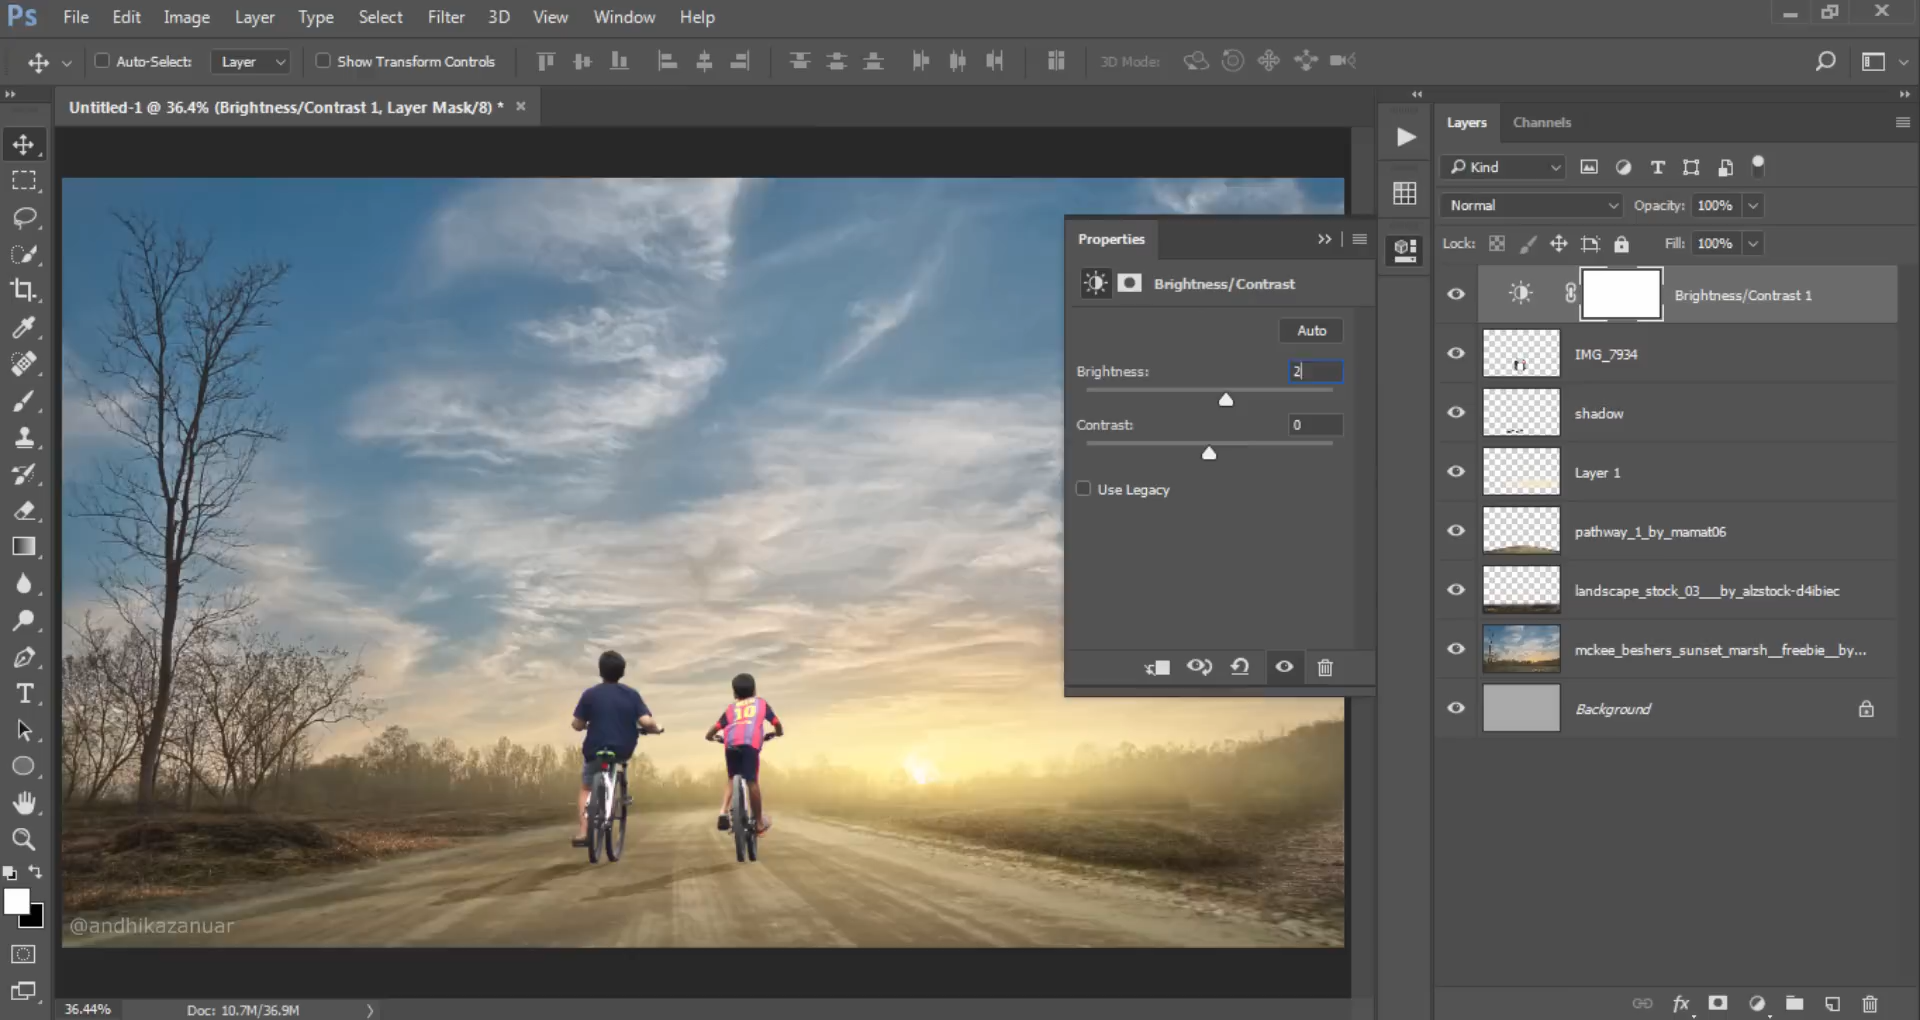 Ps File Edit Image Layer Type Select Filter 3D View Window Help
Auto-Select: Layer Show Transform Controls 3D Mode:
Untitled-1 @ 36.4% (Brightness/Contrast 1, Layer Mask/8) *
Properties
Brightness/Contrast
Auto
Brightness: 2
Contrast: 0
Use Legacy
10
@andhikazanuar
36.44% Doc: 10.7M/36.9M
Layers Channels
Kind
Normal Opacity: 100%
Lock: Fill: 100%
Brightness/Contrast 1
IMG_7934
shadow
Layer 1
pathway_1_by_mamat06
landscape_stock_03___by_alzstock-d4ibiec
mckee_beshers_sunset_marsh__freebie__by...
Background
fx